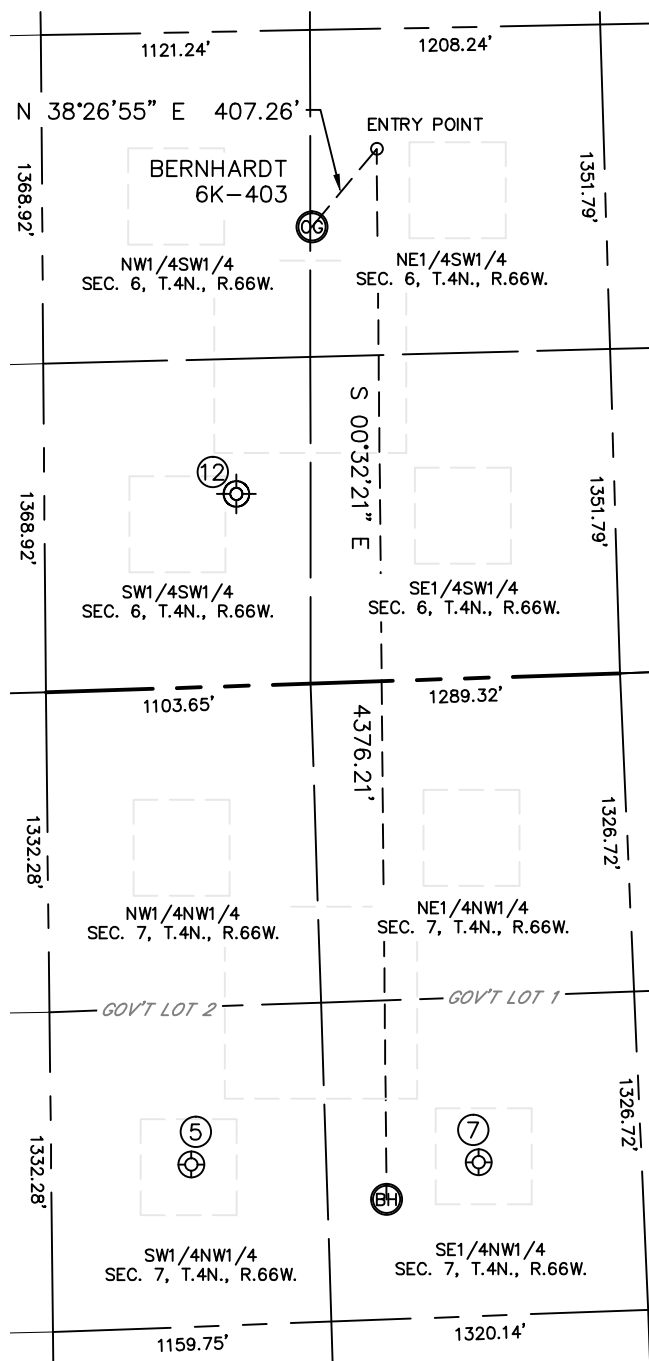 1121.24'
1208.24'
N 38°26'55" E 407.26'
ENTRY POINT
BERNHARDT
6K-403
1368.92'
1351.79'
OG
NW1/4SW1/4
SEC. 6, T.4N., R.66W.
NE1/4SW1/4
SEC. 6, T.4N., R.66W.
S 00°32'21" E
12
1368.92'
1351.79'
SW1/4SW1/4
SEC. 6, T.4N., R.66W.
SE1/4SW1/4
SEC. 6, T.4N., R.66W.
1103.65'
1289.32'
4376.21'
1332.28'
1326.72'
NW1/4NW1/4
SEC. 7, T.4N., R.66W.
NE1/4NW1/4
SEC. 7, T.4N., R.66W.
GOV'T LOT 2
GOV'T LOT 1
5
7
1332.28'
1326.72'
BH
SW1/4NW1/4
SEC. 7, T.4N., R.66W.
SE1/4NW1/4
SEC. 7, T.4N., R.66W.
1159.75'
1320.14'